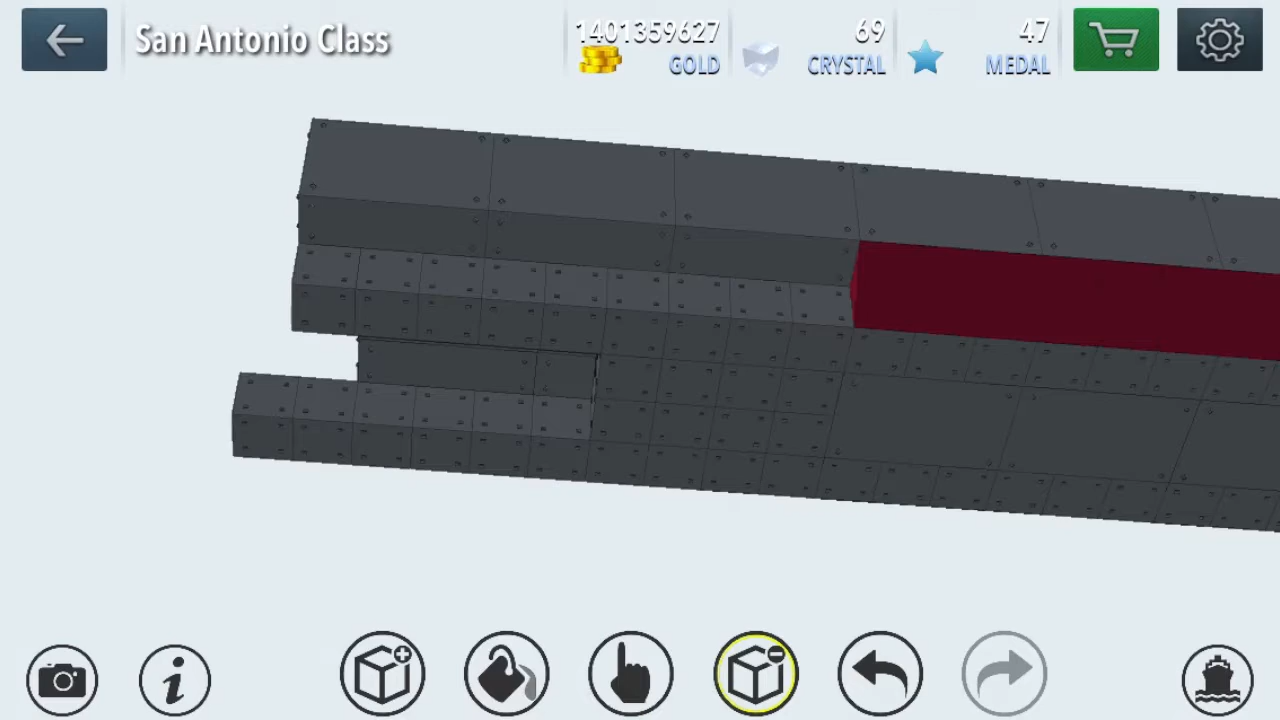 San Antonio Class
1401359627
GOLD
69
CRYSTAL
47
MEDAL